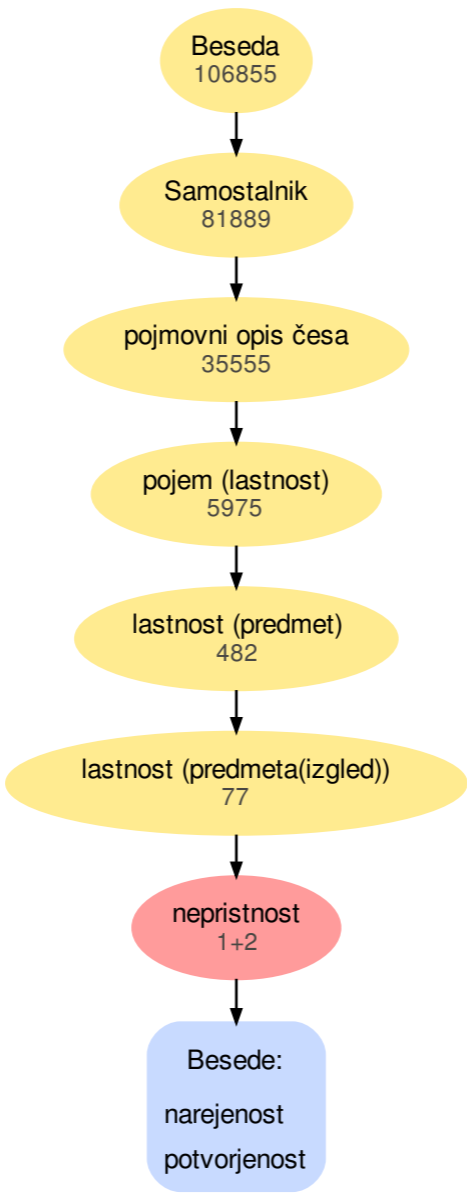 Beseda
106855
Samostalnik
81889
pojmovni opis česa
35555
pojem (lastnost)
5975
lastnost (predmet)
482
lastnost (predmeta(izgled))
77
nepristnost
1+2
Besede:
narejenost
potvorjenost